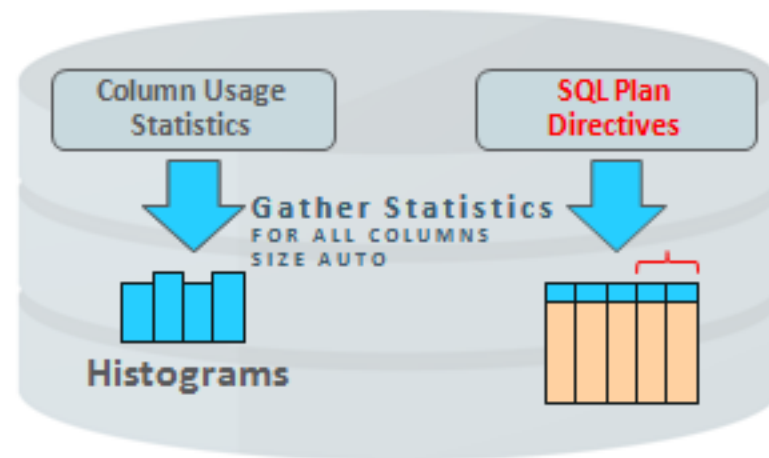 Column Usage
Statistics
SQL Plan
Directives
Gather Statistics
FOR ALL COLUMNS
SIZE AUTO
Histograms